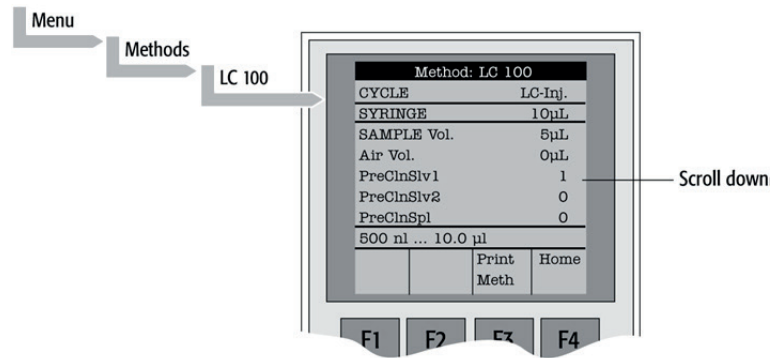 Menu
Methods
LC 100
Method: LC 100
CYCLE LC-Inj.
SYRINGE 10µL
SAMPLE Vol. 5µL
Air Vol. 0µL
PreClnSlv1 1
Scroll down
PreClnSlv2 0
PreClnSpl 0
500 nl ... 10.0 µl
Print Home
Meth
F1 F2 F3 F4